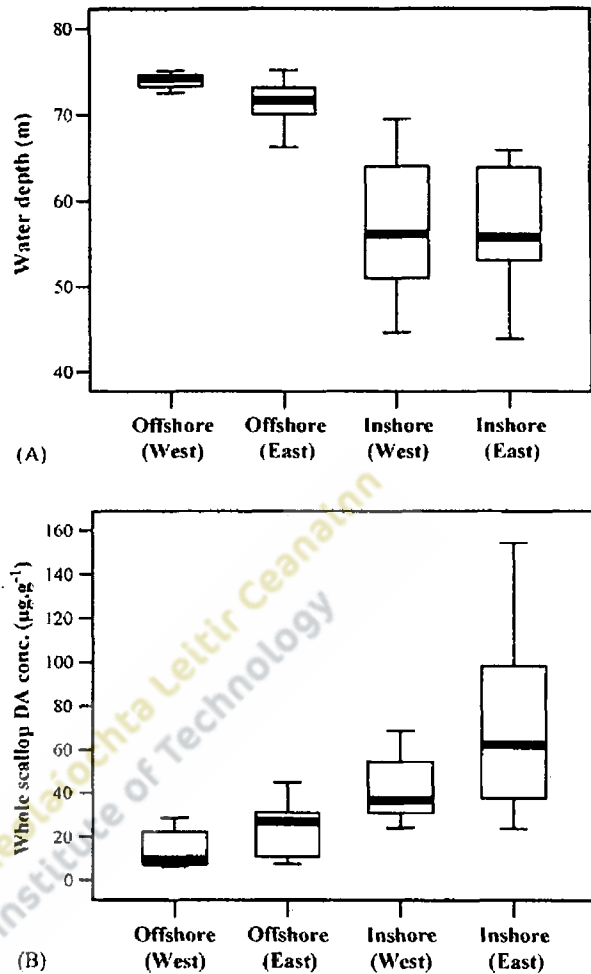 80
70
60
50
40
Water depth (m)
Offshore (West)
Offshore (East)
Inshore (West)
Inshore (East)
(A)
160
140
120
100
80
60
40
20
0
Whole scallop DA conc. (µg.g⁻¹)
Offshore (West)
Offshore (East)
Inshore (West)
Inshore (East)
(B)
Leitir Ceanainn
Institute of Technology